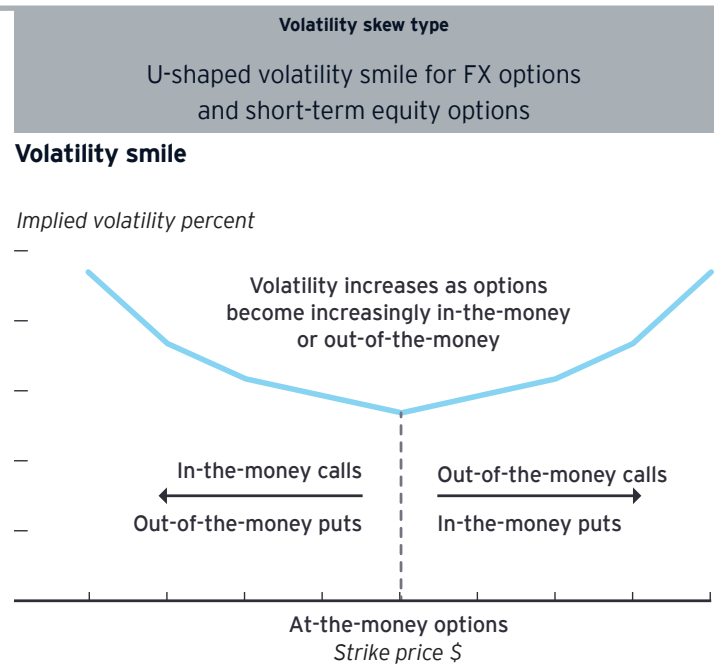 Volatility skew type
U-shaped volatility smile for FX options
and short-term equity options
Volatility smile
Implied volatility percent
Volatility increases as options
become increasingly in-the-money
or out-of-the-money
In-the-money calls
Out-of-the-money puts
Out-of-the-money calls
In-the-money puts
At-the-money options
Strike price $